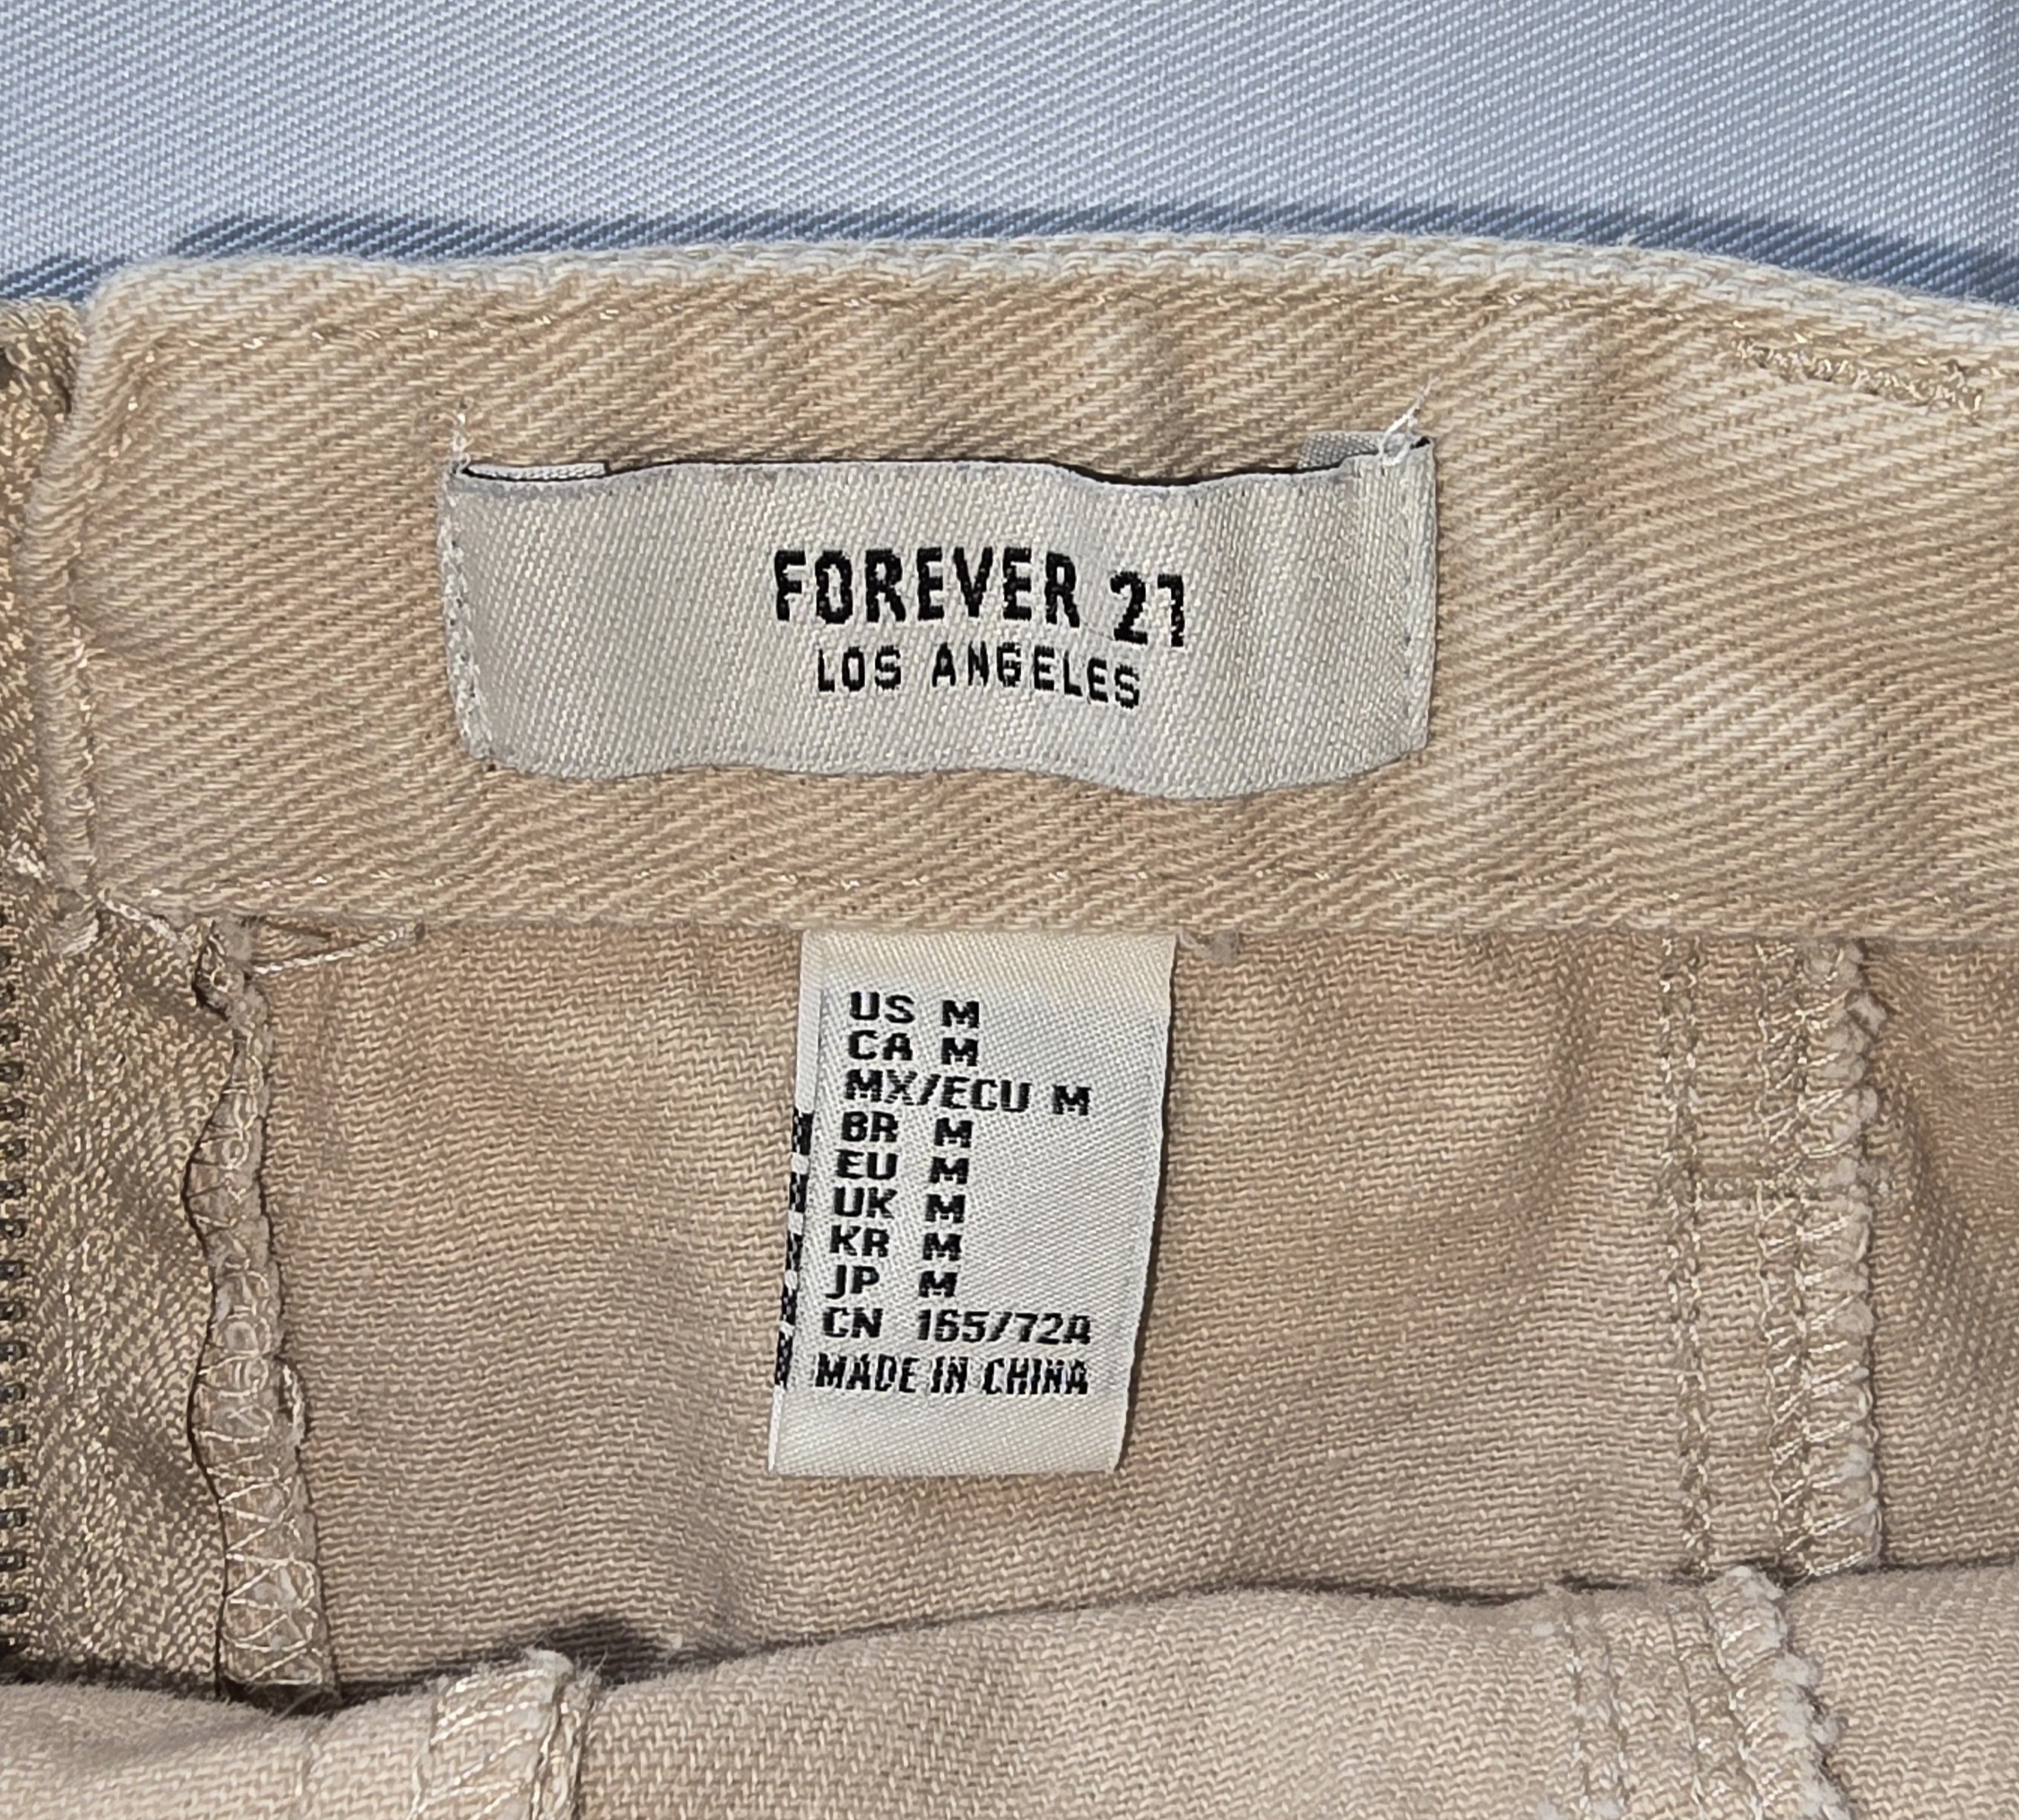 FOREVER 21
LOS ANGELES
US M
CA M
MX/ECU M
BR M
EU M
UK M
KR M
JP M
CN 165/72A
MADE IN CHINA